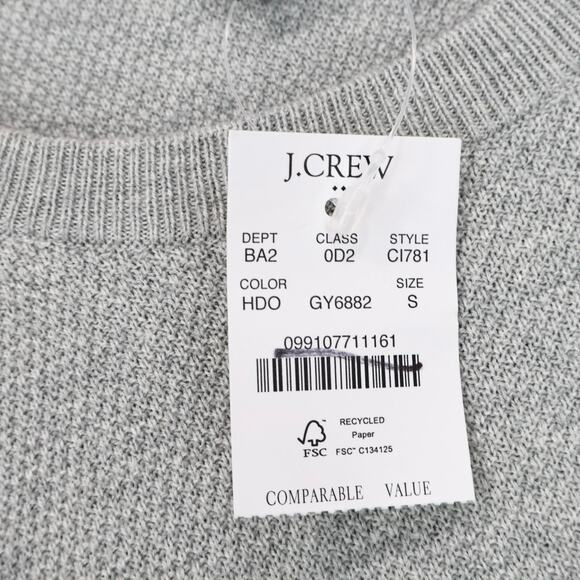 J.CREW
DEPT CLASS STYLE
BA2 0D2 CI781
COLOR SIZE
HDO GY6882 S
099107711161
FSC
RECYCLED
Paper
FSC™ C134125
COMPARABLE VALUE